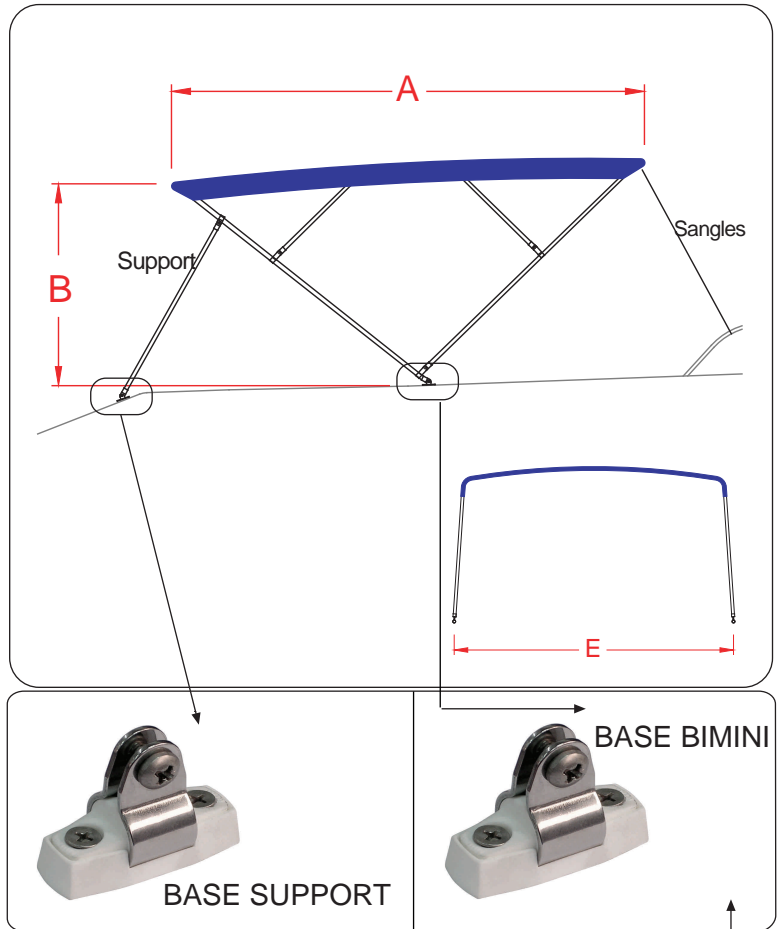 A
Sangles
Support
B
E
BASE BIMINI
BASE SUPPORT